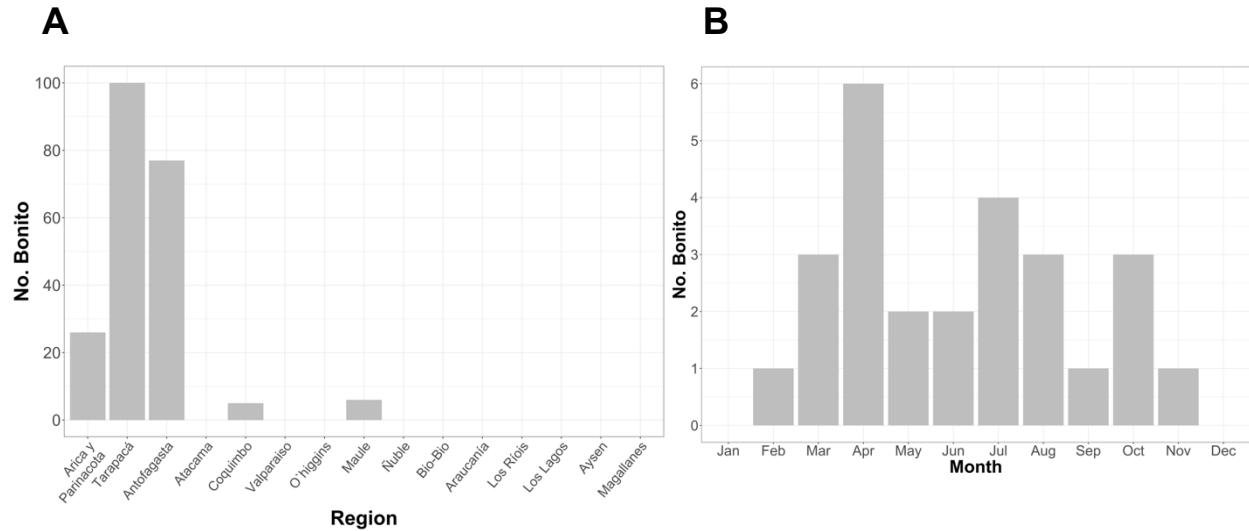 A
No. Bonito
100
80
60
40
20
0
Arica y
Parinacota
Tarapacá
Antofagasta
Atacama
Coquimbo
Valparaiso
O`higgins
Maule
Ñuble
Bio-Bio
Araucanía
Los Ríois
Los Lagos
Aysen
Magallanes
Region
B
No. Bonito
6
5
4
3
2
1
0
Jan Feb Mar Apr May Jun Jul Aug Sep Oct Nov Dec
Month